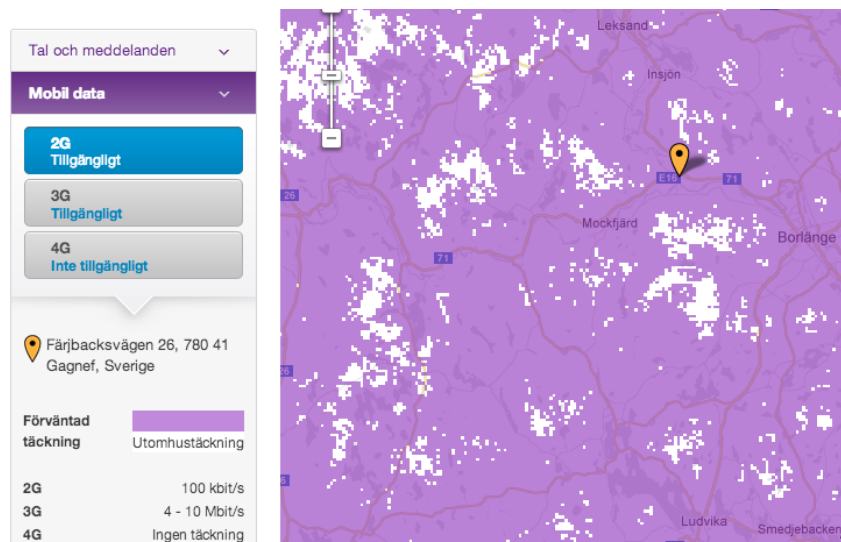 Tal och meddelanden
Mobil data
2G
Tillgängligt
3G
Tillgängligt
4G
Inte tillgängligt
Färjbacksvägen 26, 780 41
Gagnef, Sverige
Förväntad
täckning
Utomhustäckning
2G 100 kbit/s
3G 4 - 10 Mbit/s
4G Ingen täckning
Leksand
Insjön
E16
71
26
Mockfjärd
Borlänge
71
26
Ludvika
Smedjebacken